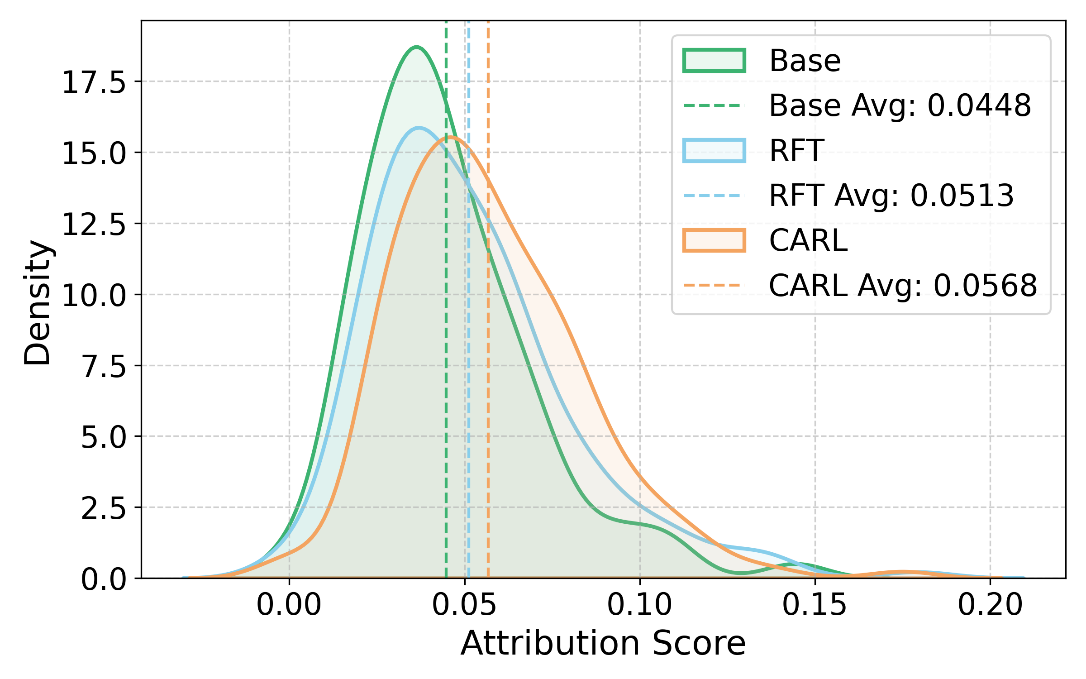 17.5
15.0
12.5
10.0
7.5
5.0
2.5
0.0
Density
0.00
0.05
0.10
0.15
0.20
Attribution Score
Base
Base Avg: 0.0448
RFT
RFT Avg: 0.0513
CARL
CARL Avg: 0.0568